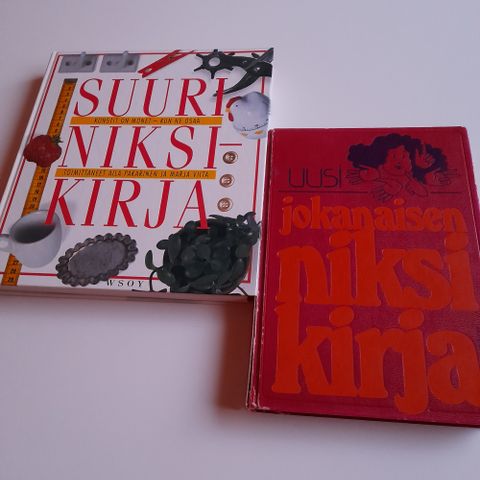 SUURI
KONSTIT ON MONET – KUN NE OSAA
NIKSI-
TOIMITTANEET AILA PAKARINEN JA MARJA VIITA
KIRJA
WSOY
UUSI
jokanaisen
niksi
kirja